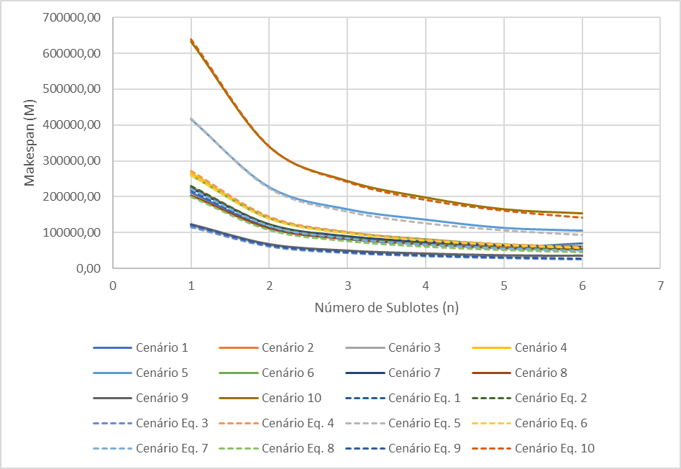 700000,00
600000,00
500000,00
400000,00
300000,00
200000,00
100000,00
0,00
Makespan (M)
0 1 2 3 4 5 6 7
Número de Sublotes (n)
Cenário 1 Cenário 2 Cenário 3 Cenário 4
Cenário 5 Cenário 6 Cenário 7 Cenário 8
Cenário 9 Cenário 10 Cenário Eq. 1 Cenário Eq. 2
Cenário Eq. 3 Cenário Eq. 4 Cenário Eq. 5 Cenário Eq. 6
Cenário Eq. 7 Cenário Eq. 8 Cenário Eq. 9 Cenário Eq. 10